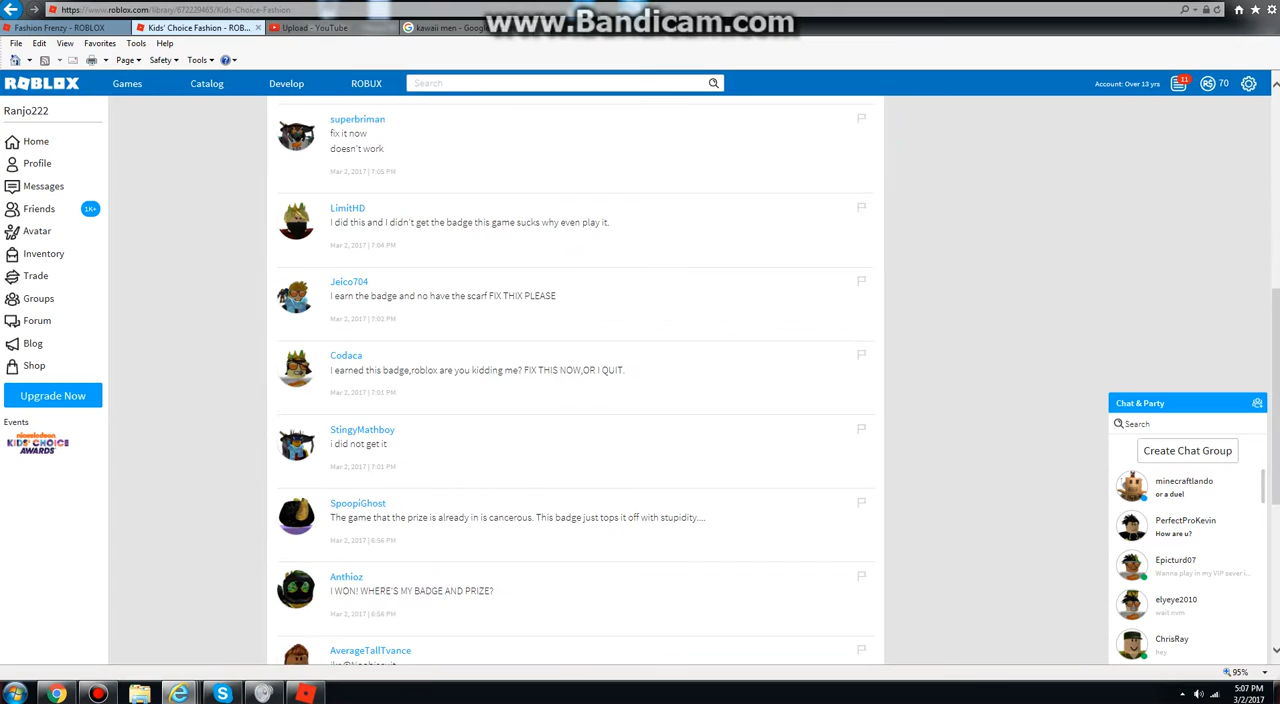 https://www.roblox.com/library/672229465/Kids-Choice-Fashion
www.Bandicam.com
Fashion Frenzy - ROBLOX
Kids' Choice Fashion - ROB...
Upload - YouTube
kawaii men - Goog
File Edit View Favorites Tools Help
Page Safety Tools
ROBLOX Games Catalog Develop ROBUX Search Account: Over 13 yrs 11 70
Ranjo222
Home
Profile
Messages
Friends 1K+
Avatar
Inventory
Trade
Groups
Forum
Blog
Shop
Upgrade Now
Events
nickelodeon
KIDS' CHOICE
AWARDS
superbriman
fix it now
doesn't work
Mar 2, 2017 | 7:05 PM
LimitHD
I did this and I didn't get the badge this game sucks why even play it.
Mar 2, 2017 | 7:04 PM
Jeico704
I earn the badge and no have the scarf FIX THIX PLEASE
Mar 2, 2017 | 7:02 PM
Codaca
I earned this badge,roblox are you kidding me? FIX THIS NOW,OR I QUIT.
Mar 2, 2017 | 7:01 PM
StingyMathboy
i did not get it
Mar 2, 2017 | 7:01 PM
SpoopiGhost
The game that the prize is already in is cancerous. This badge just tops it off with stupidity....
Mar 2, 2017 | 6:56 PM
Anthioz
I WON! WHERE'S MY BADGE AND PRIZE?
Mar 2, 2017 | 6:56 PM
AverageTallTvance
Chat & Party
Search
Create Chat Group
minecraftlando
or a duel
PerfectProKevin
How are u?
Epicturd07
Wanna play in my VIP sever i...
elyeye2010
wait nvm
ChrisRay
hey
95%
5:07 PM
3/2/2017